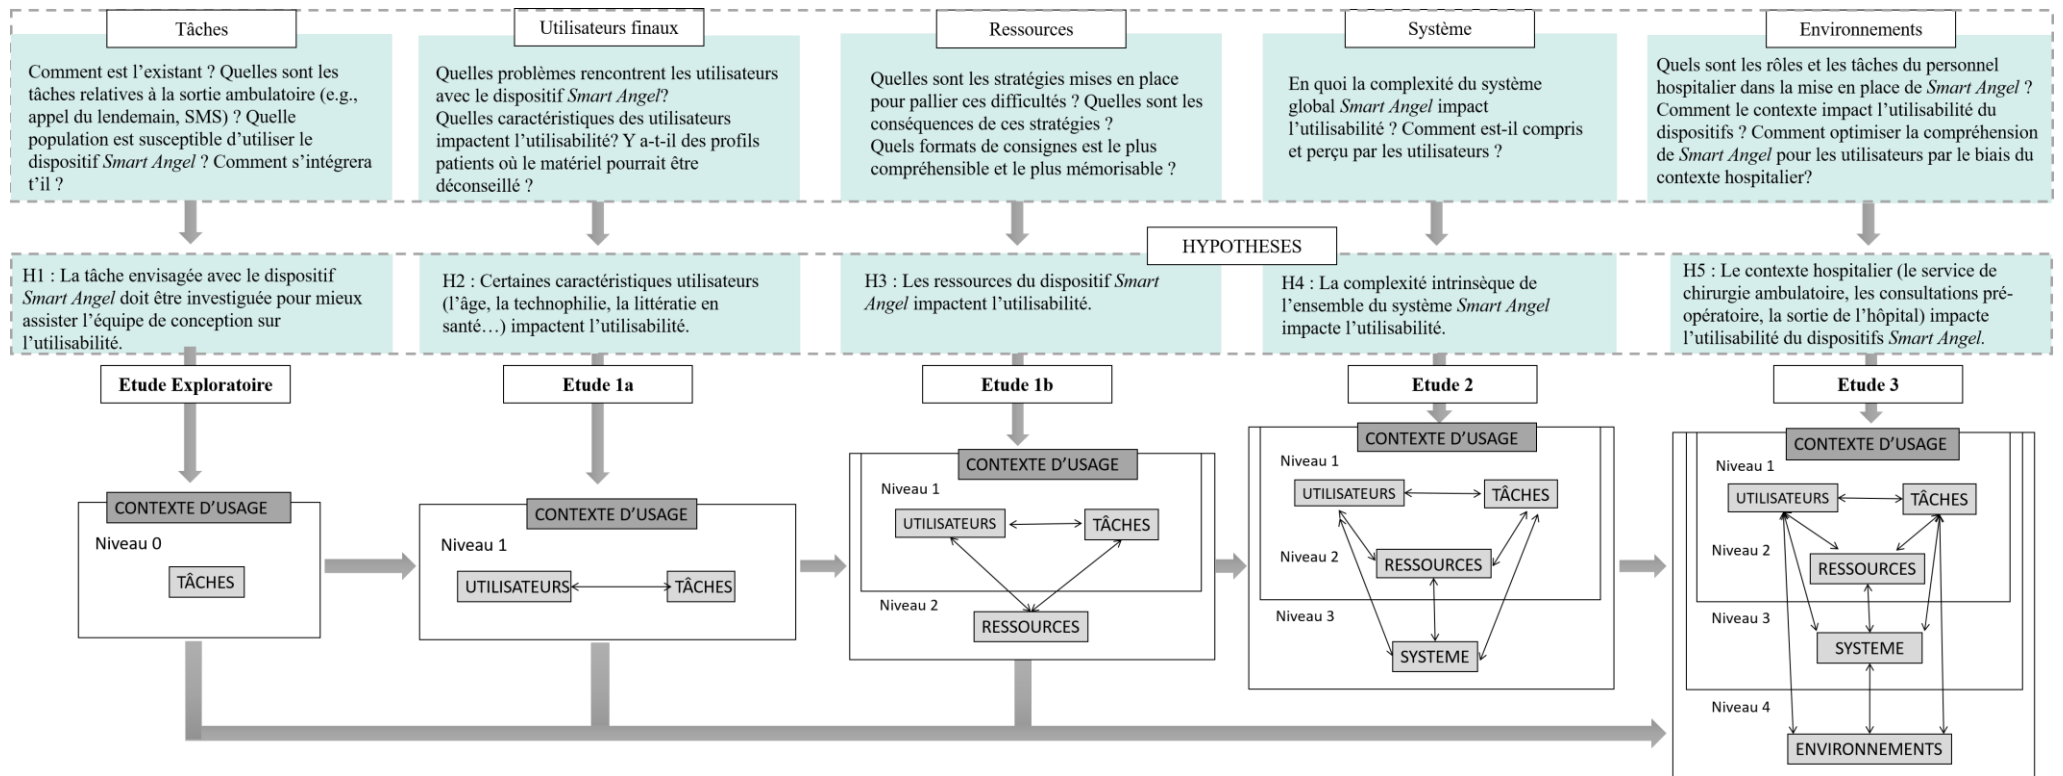 Tâches
Comment est l'existant ? Quelles sont les
tâches relatives à la sortie ambulatoire (e.g.,
appel du lendemain, SMS) ? Quelle
population est susceptible d'utiliser le
dispositif Smart Angel ? Comment s'intégrera
t'il ?
Utilisateurs finaux
Quelles problèmes rencontrent les utilisateurs
avec le dispositif Smart Angel?
Quelles caractéristiques des utilisateurs
impactent l'utilisabilité? Y a-t-il des profils
patients où le matériel pourrait être
déconseillé ?
Ressources
Quelles sont les stratégies mises en place
pour pallier ces difficultés ? Quelles sont les
conséquences de ces stratégies ?
Quels formats de consignes est le plus
compréhensible et le plus mémorisable ?
Système
En quoi la complexité du système
global Smart Angel impact
l'utilisabilité ? Comment est-il compris
et perçu par les utilisateurs ?
Environnements
Quels sont les rôles et les tâches du personnel
hospitalier dans la mise en place de Smart Angel ?
Comment le contexte impact l'utilisabilité du
dispositifs ? Comment optimiser la compréhension
de Smart Angel pour les utilisateurs par le biais du
contexte hospitalier?
HYPOTHESES
H1 : La tâche envisagée avec le dispositif
Smart Angel doit être investiguée pour mieux
assister l'équipe de conception sur
l'utilisabilité.
H2 : Certaines caractéristiques utilisateurs
(l'âge, la technophilie, la littératie en
santé…) impactent l'utilisabilité.
H3 : Les ressources du dispositif Smart
Angel impactent l'utilisabilité.
H4 : La complexité intrinsèque de
l'ensemble du système Smart Angel
impacte l'utilisabilité.
H5 : Le contexte hospitalier (le service de
chirurgie ambulatoire, les consultations pré-
opératoire, la sortie de l'hôpital) impacte
l'utilisabilité du dispositifs Smart Angel.
Etude Exploratoire
Etude 1a
Etude 1b
Etude 2
Etude 3
CONTEXTE D'USAGE
Niveau 0
TÂCHES
CONTEXTE D'USAGE
Niveau 1
UTILISATEURS
TÂCHES
CONTEXTE D'USAGE
Niveau 1
UTILISATEURS
TÂCHES
Niveau 2
RESSOURCES
CONTEXTE D'USAGE
Niveau 1
UTILISATEURS
TÂCHES
Niveau 2
RESSOURCES
Niveau 3
SYSTEME
CONTEXTE D'USAGE
Niveau 1
UTILISATEURS
TÂCHES
Niveau 2
RESSOURCES
Niveau 3
SYSTEME
Niveau 4
ENVIRONNEMENTS